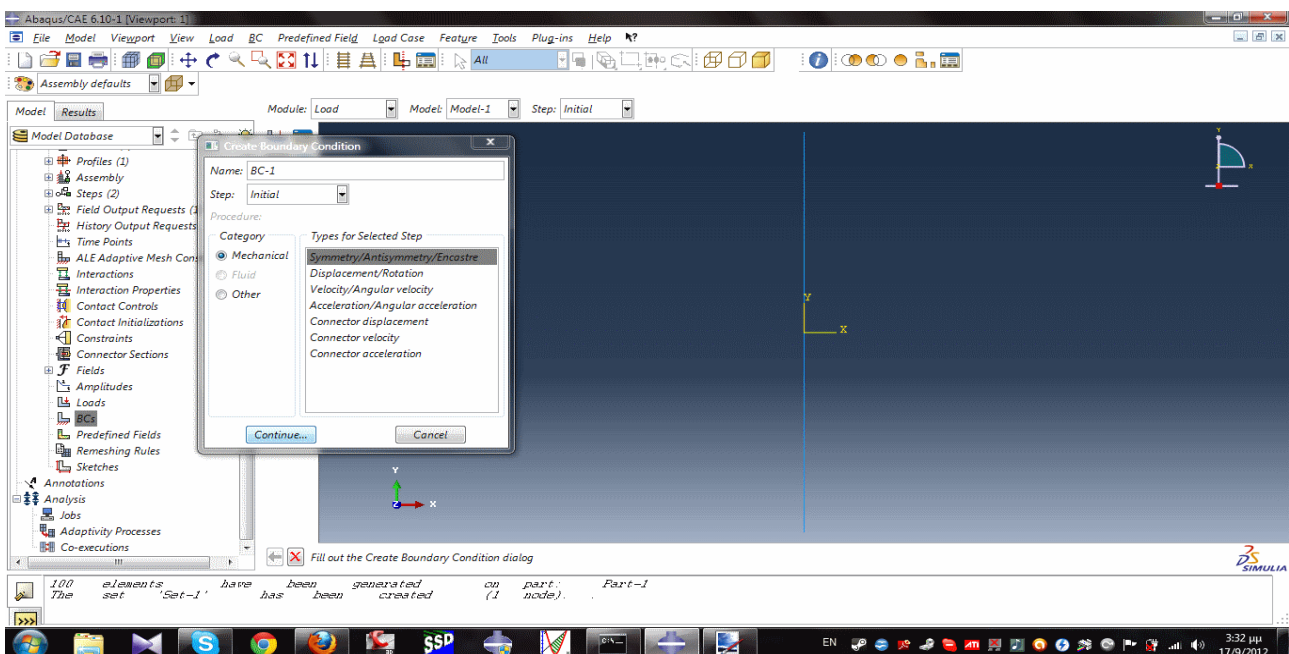 Abaqus/CAE 6.10-1 [Viewport: 1]
File Model Viewport View Load BC Predefined Field Load Case Feature Tools Plug-ins Help
All
Assembly defaults
Model Results
Module: Load Model: Model-1 Step: Initial
Model Database
Profiles (1)
Assembly
Steps (2)
Field Output Requests (1
History Output Requests
Time Points
ALE Adaptive Mesh Cons
Interactions
Interaction Properties
Contact Controls
Contact Initializations
Constraints
Connector Sections
Fields
Amplitudes
Loads
BCs
Predefined Fields
Remeshing Rules
Sketches
Annotations
Analysis
Jobs
Adaptivity Processes
Co-executions
Create Boundary Condition
Name: BC-1
Step: Initial
Procedure:
Category
Mechanical
Fluid
Other
Types for Selected Step
Symmetry/Antisymmetry/Encastre
Displacement/Rotation
Velocity/Angular velocity
Acceleration/Angular acceleration
Connector displacement
Connector velocity
Connector acceleration
Continue... Cancel
Y
X
Y
X
Y
Z X
Fill out the Create Boundary Condition dialog
SIMULIA
100 elements have been generated on part: Part-1
The set 'Set-1' has been created (1 node).
>>>
SSP
C:\_
EN
3:32 μμ
17/9/2012